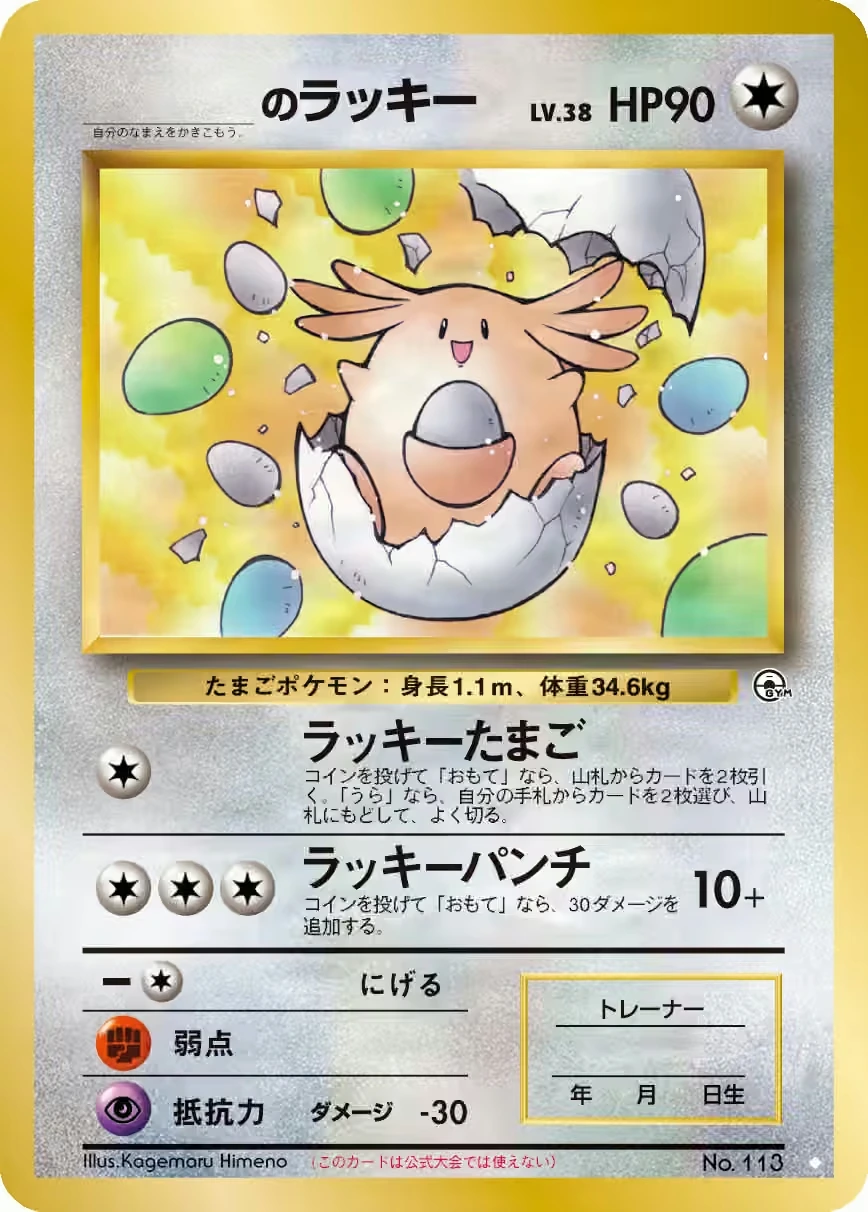 のラッキー LV.38 HP90
自分のなまえをかきこもう。
たまごポケモン：身長1.1m、体重34.6kg
GYM
ラッキーたまご
コインを投げて「おもて」なら、山札からカードを2枚引
く。「うら」なら、自分の手札からカードを2枚選び、山
札にもどして、よく切る。
ラッキーパンチ 10+
コインを投げて「おもて」なら、30ダメージを
追加する。
ー にげる
弱点
抵抗力 ダメージ -30
トレーナー
年 月 日生
Illus.Kagemaru Himeno （このカードは公式大会では使えない） No. 113